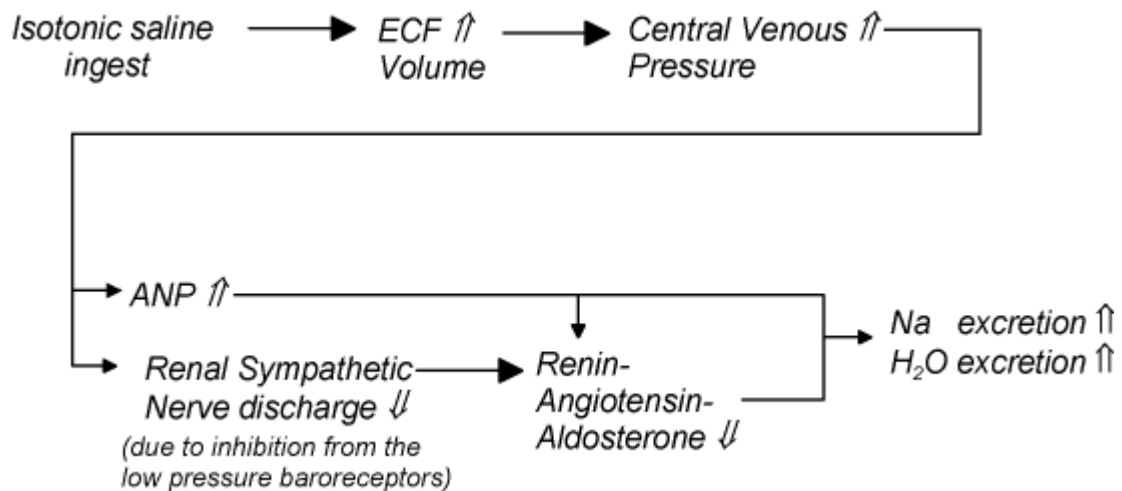 Isotonic saline
ingest
ECF ⇑
Volume
Central Venous ⇑
Pressure
ANP ⇑
Renal Sympathetic
Nerve discharge ⇓
(due to inhibition from the
low pressure baroreceptors)
Renin-
Angiotensin-
Aldosterone ⇓
Na excretion ⇑
H₂O excretion ⇑